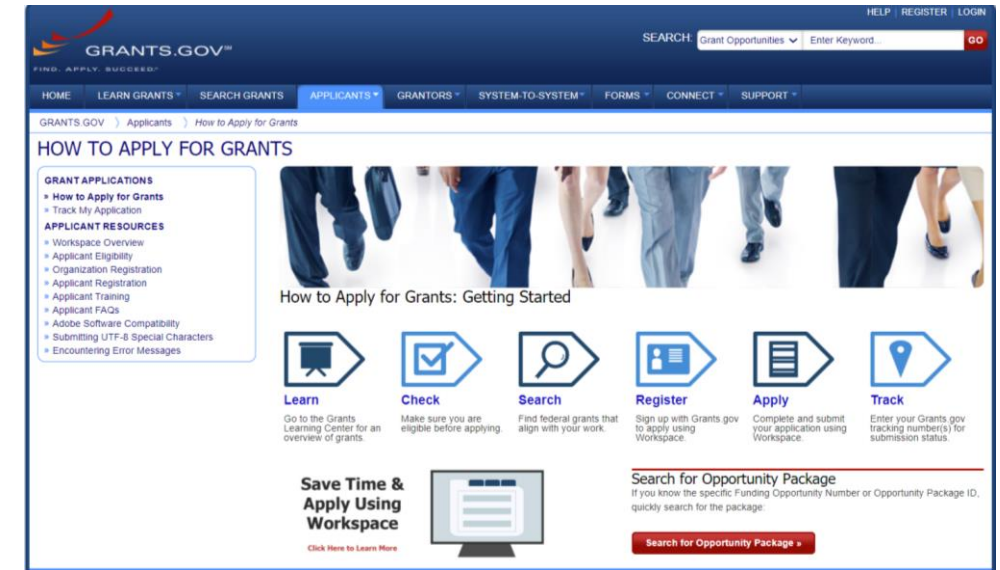 HELP | REGISTER | LOGIN
GRANTS.GOV℠
FIND. APPLY. SUCCEED.℠
SEARCH: Grant Opportunities Enter Keyword... GO
HOME LEARN GRANTS SEARCH GRANTS APPLICANTS GRANTORS SYSTEM-TO-SYSTEM FORMS CONNECT SUPPORT
GRANTS.GOV 〉 Applicants 〉 How to Apply for Grants
HOW TO APPLY FOR GRANTS
GRANT APPLICATIONS
» How to Apply for Grants
» Track My Application
APPLICANT RESOURCES
» Workspace Overview
» Applicant Eligibility
» Organization Registration
» Applicant Registration
» Applicant Training
» Applicant FAQs
» Adobe Software Compatibility
» Submitting UTF-8 Special Characters
» Encountering Error Messages
How to Apply for Grants: Getting Started
Learn
Go to the Grants
Learning Center for an
overview of grants.
Check
Make sure you are
eligible before applying.
Search
Find federal grants that
align with your work.
Register
Sign up with Grants.gov
to apply using
Workspace.
Apply
Complete and submit
your application using
Workspace.
Track
Enter your Grants.gov
tracking number(s) for
submission status.
Save Time &
Apply Using
Workspace
Click Here to Learn More
Search for Opportunity Package
If you know the specific Funding Opportunity Number or Opportunity Package ID,
quickly search for the package:
Search for Opportunity Package »